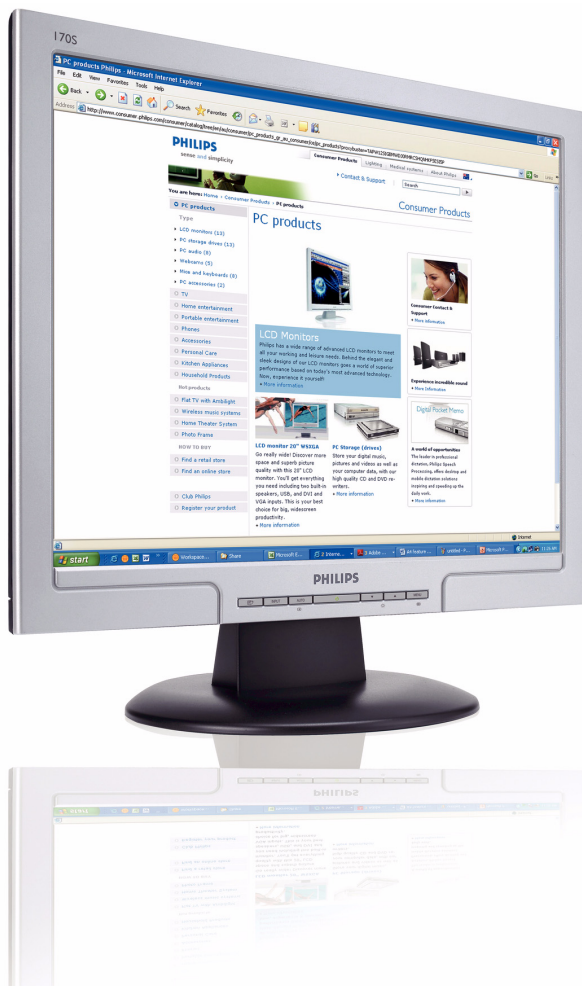 170S
PC products Philips - Microsoft Internet Explorer
File Edit View Favorites Tools Help
Back Search Favorites
Address
PHILIPS
sense and simplicity
Consumer Products Lighting Medical systems About Philips
Contact & Support Search
You are here: Home Consumer Products PC products
Consumer Products
PC products
Type
LCD monitors (13)
PC storage drives (13)
PC audio (8)
Webcams (5)
Mice and keyboards (8)
PC accessories (2)
TV
Home entertainment
Portable entertainment
Phones
Accessories
Personal Care
Kitchen Appliances
Household Products
Hot products
Flat TV with Ambilight
Wireless music systems
Home Theater System
Photo Frame
HOW TO BUY
Find a retail store
Find an online store
Club Philips
Register your product
PC products
LCD Monitors
Philips has a wide range of advanced LCD monitors to meet
all your working and leisure needs. Behind the elegant and
sleek designs of our LCD monitors goes a world of superior
performance based on today's most advanced technology.
Now, experience it yourself!
More information
LCD monitor 20" WSXGA
Go really wide! Discover more
space and superb picture
quality with this 20" LCD
monitor. You'll get everything
you need including two built-in
speakers, USB, and DVI and
VGA inputs. This is your best
choice for big, widescreen
productivity.
More information
PC Storage (drives)
Store your digital music,
pictures and videos as well as
your computer data, with our
high quality CD and DVD re-
writers.
More information
Consumer Contact &
Support
More information
Experience incredible sound
More information
Digital Pocket Memo
A world of opportunities
The leader in professional
dictation, Philips Speech
Processing, offers desktop and
mobile dictation solutions
inspiring and speeding up the
daily work.
More information
Internet
start Workspace... Share Microsoft E... 2 Interne... 3 Adobe ... untitled - P... Microsoft P...
PHILIPS
INPUT AUTO MENU